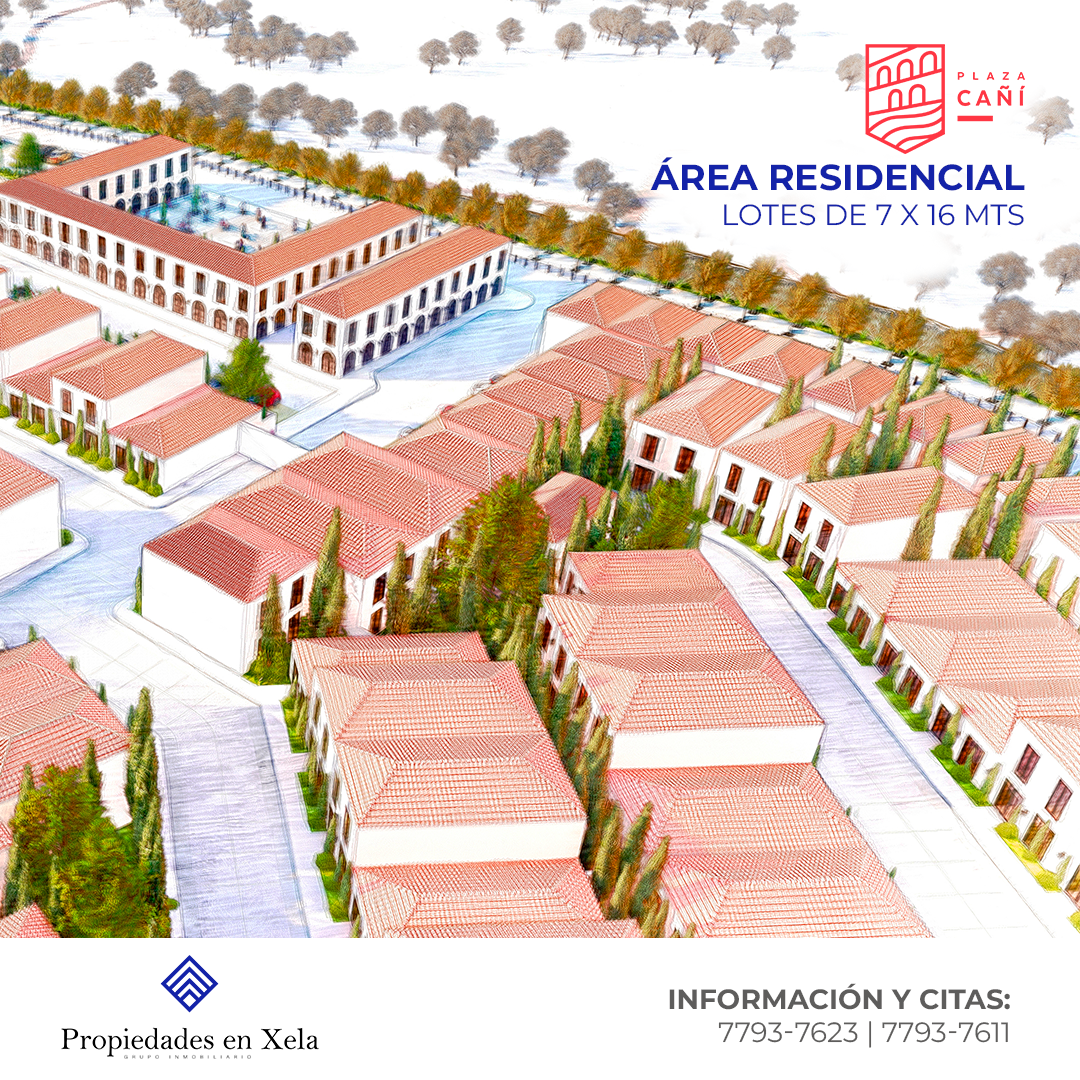 PLAZA
CAÑÍ
ÁREA RESIDENCIAL
LOTES DE 7 X 16 MTS
Propiedades en Xela
GRUPO INMOBILIARIO
INFORMACIÓN Y CITAS:
7793-7623 | 7793-7611